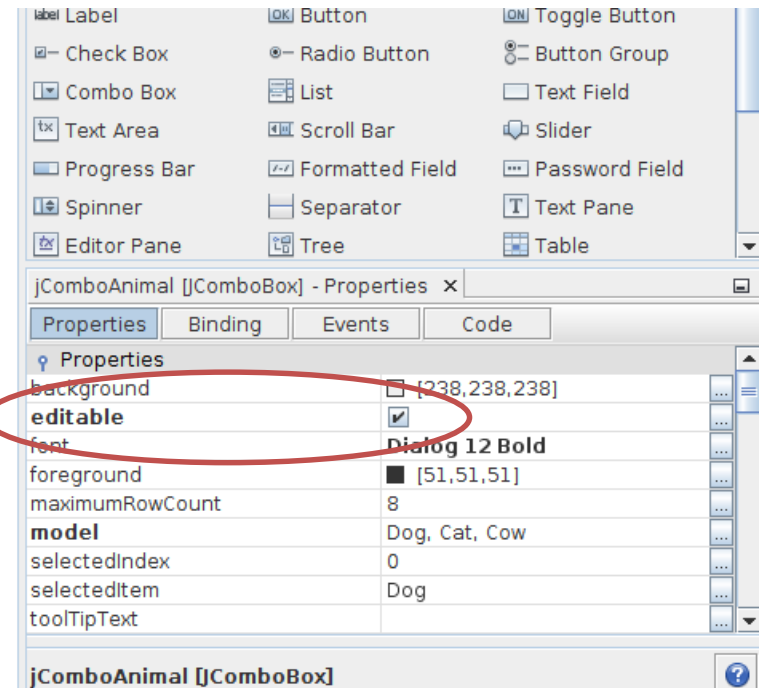 Label OK Button ON Toggle Button
Check Box Radio Button Button Group
Combo Box List Text Field
tx Text Area Scroll Bar Slider
Progress Bar Formatted Field Password Field
Spinner Separator T Text Pane
Editor Pane Tree Table
jComboAnimal [JComboBox] - Properties x
Properties Binding Events Code
Properties
background [238,238,238] ...
editable ...
font Dialog 12 Bold ...
foreground [51,51,51] ...
maximumRowCount 8 ...
model Dog, Cat, Cow ...
selectedIndex 0 ...
selectedItem Dog ...
toolTipText ...
jComboAnimal [JComboBox] ?